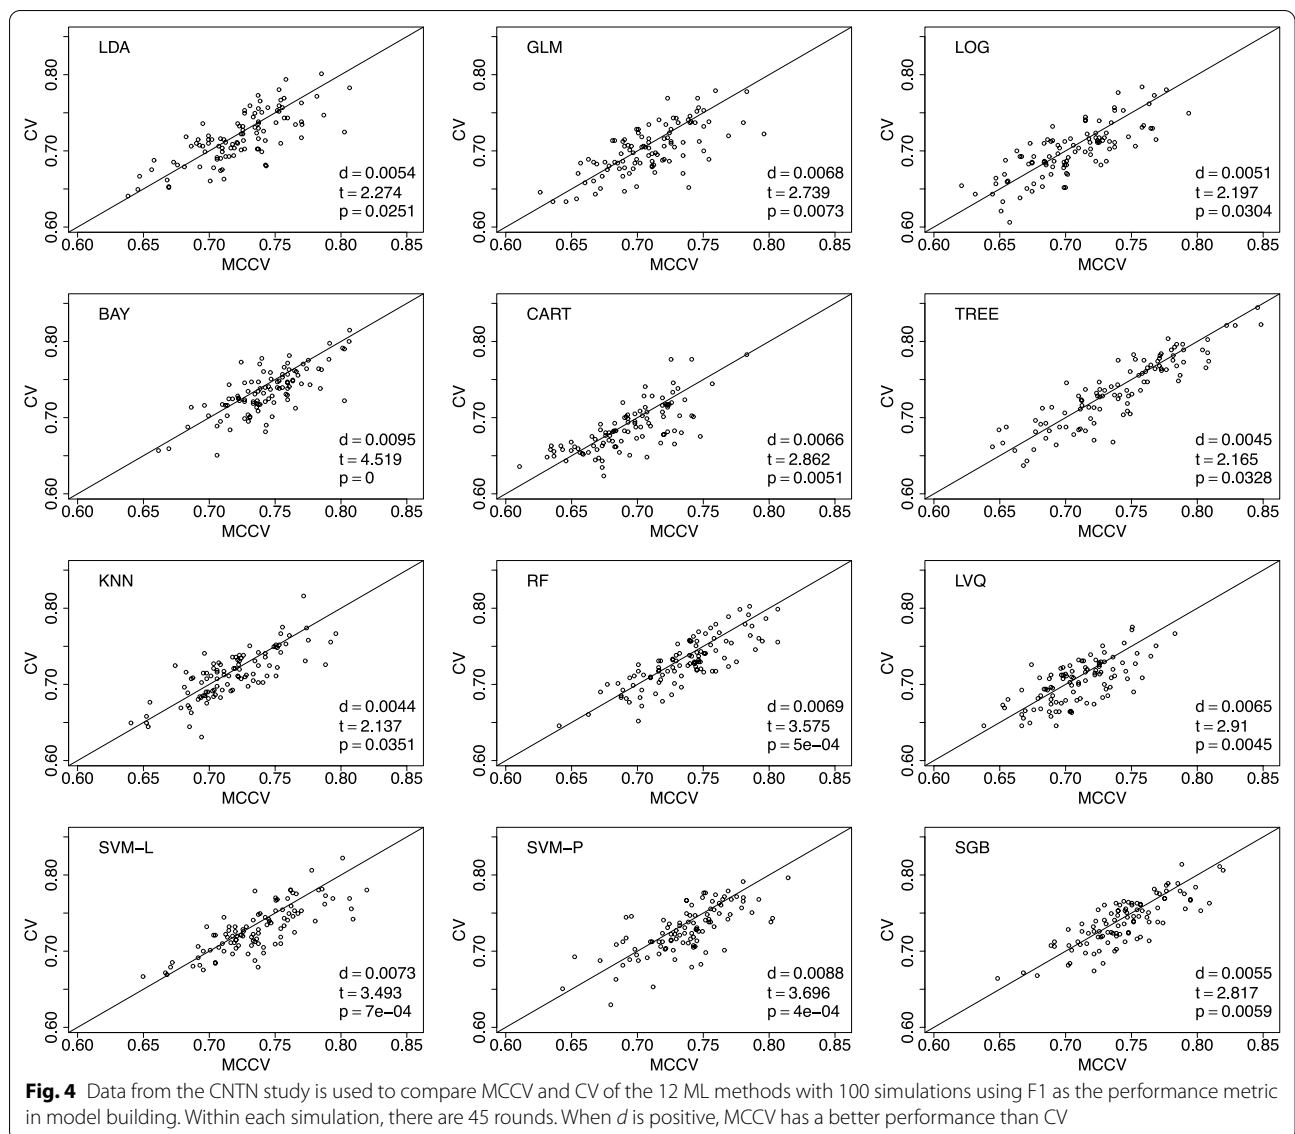 LDA
CV
0.60
0.70
0.80
d = 0.0054
t = 2.274
p = 0.0251
0.60 0.65 0.70 0.75 0.80 0.85
MCCV
GLM
CV
0.60
0.70
0.80
d = 0.0068
t = 2.739
p = 0.0073
0.60 0.65 0.70 0.75 0.80 0.85
MCCV
LOG
CV
0.60
0.70
0.80
d = 0.0051
t = 2.197
p = 0.0304
0.60 0.65 0.70 0.75 0.80 0.85
MCCV
BAY
CV
0.60
0.70
0.80
d = 0.0095
t = 4.519
p = 0
0.60 0.65 0.70 0.75 0.80 0.85
MCCV
CART
CV
0.60
0.70
0.80
d = 0.0066
t = 2.862
p = 0.0051
0.60 0.65 0.70 0.75 0.80 0.85
MCCV
TREE
CV
0.60
0.70
0.80
d = 0.0045
t = 2.165
p = 0.0328
0.60 0.65 0.70 0.75 0.80 0.85
MCCV
KNN
CV
0.60
0.70
0.80
d = 0.0044
t = 2.137
p = 0.0351
0.60 0.65 0.70 0.75 0.80 0.85
MCCV
RF
CV
0.60
0.70
0.80
d = 0.0069
t = 3.575
p = 5e−04
0.60 0.65 0.70 0.75 0.80 0.85
MCCV
LVQ
CV
0.60
0.70
0.80
d = 0.0065
t = 2.91
p = 0.0045
0.60 0.65 0.70 0.75 0.80 0.85
MCCV
SVM−L
CV
0.60
0.70
0.80
d = 0.0073
t = 3.493
p = 7e−04
0.60 0.65 0.70 0.75 0.80 0.85
MCCV
SVM−P
CV
0.60
0.70
0.80
d = 0.0088
t = 3.696
p = 4e−04
0.60 0.65 0.70 0.75 0.80 0.85
MCCV
SGB
CV
0.60
0.70
0.80
d = 0.0055
t = 2.817
p = 0.0059
0.60 0.65 0.70 0.75 0.80 0.85
MCCV
Fig. 4 Data from the CNTN study is used to compare MCCV and CV of the 12 ML methods with 100 simulations using F1 as the performance metric
in model building. Within each simulation, there are 45 rounds. When d is positive, MCCV has a better performance than CV